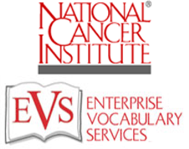 NATIONAL®
CANCER
INSTITUTE
EVS
ENTERPRISE
VOCABULARY
SERVICES